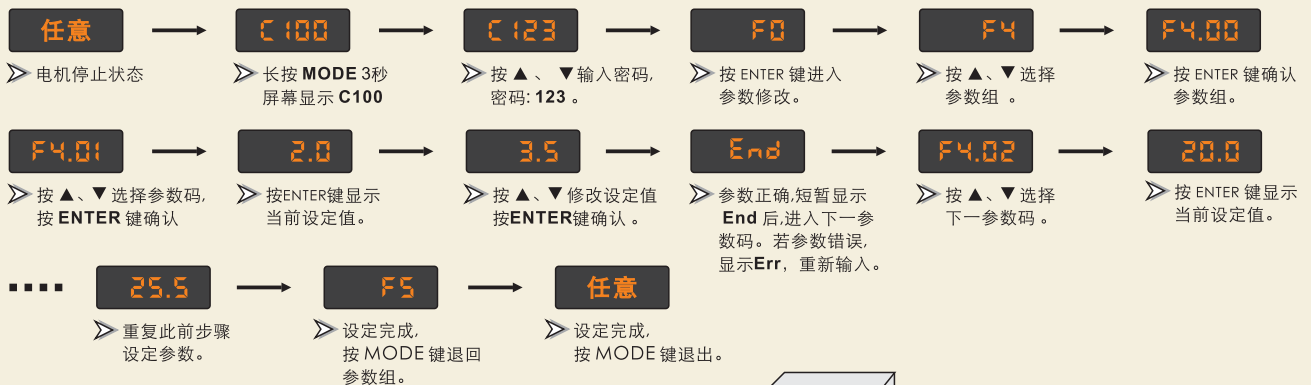 任意
C100
C123
F0
F4
F4.00
电机停止状态
长按 MODE 3秒
屏幕显示 C100
按 ▲ 、 ▼输入密码,
密码: 123 。
按 ENTER 键进入
参数修改。
按 ▲、▼ 选择
参数组 。
按 ENTER 键确认
参数组。
F4.01
2.0
3.5
End
F4.02
20.0
按 ▲、▼ 选择参数码,
按 ENTER 键确认
按ENTER键显示
当前设定值。
按 ▲、▼ 修改设定值
按ENTER键确认 。
参数正确,短暂显示
End 后,进入下一参
数码。若参数错误,
显示Err，重新输入。
按 ▲、▼ 选择
下一参数码 。
按 ENTER 键显示
当前设定值。
25.5
F5
任意
重复此前步骤
设定参数。
设定完成,
按 MODE 键退回
参数组。
设定完成,
按 MODE 键退出。